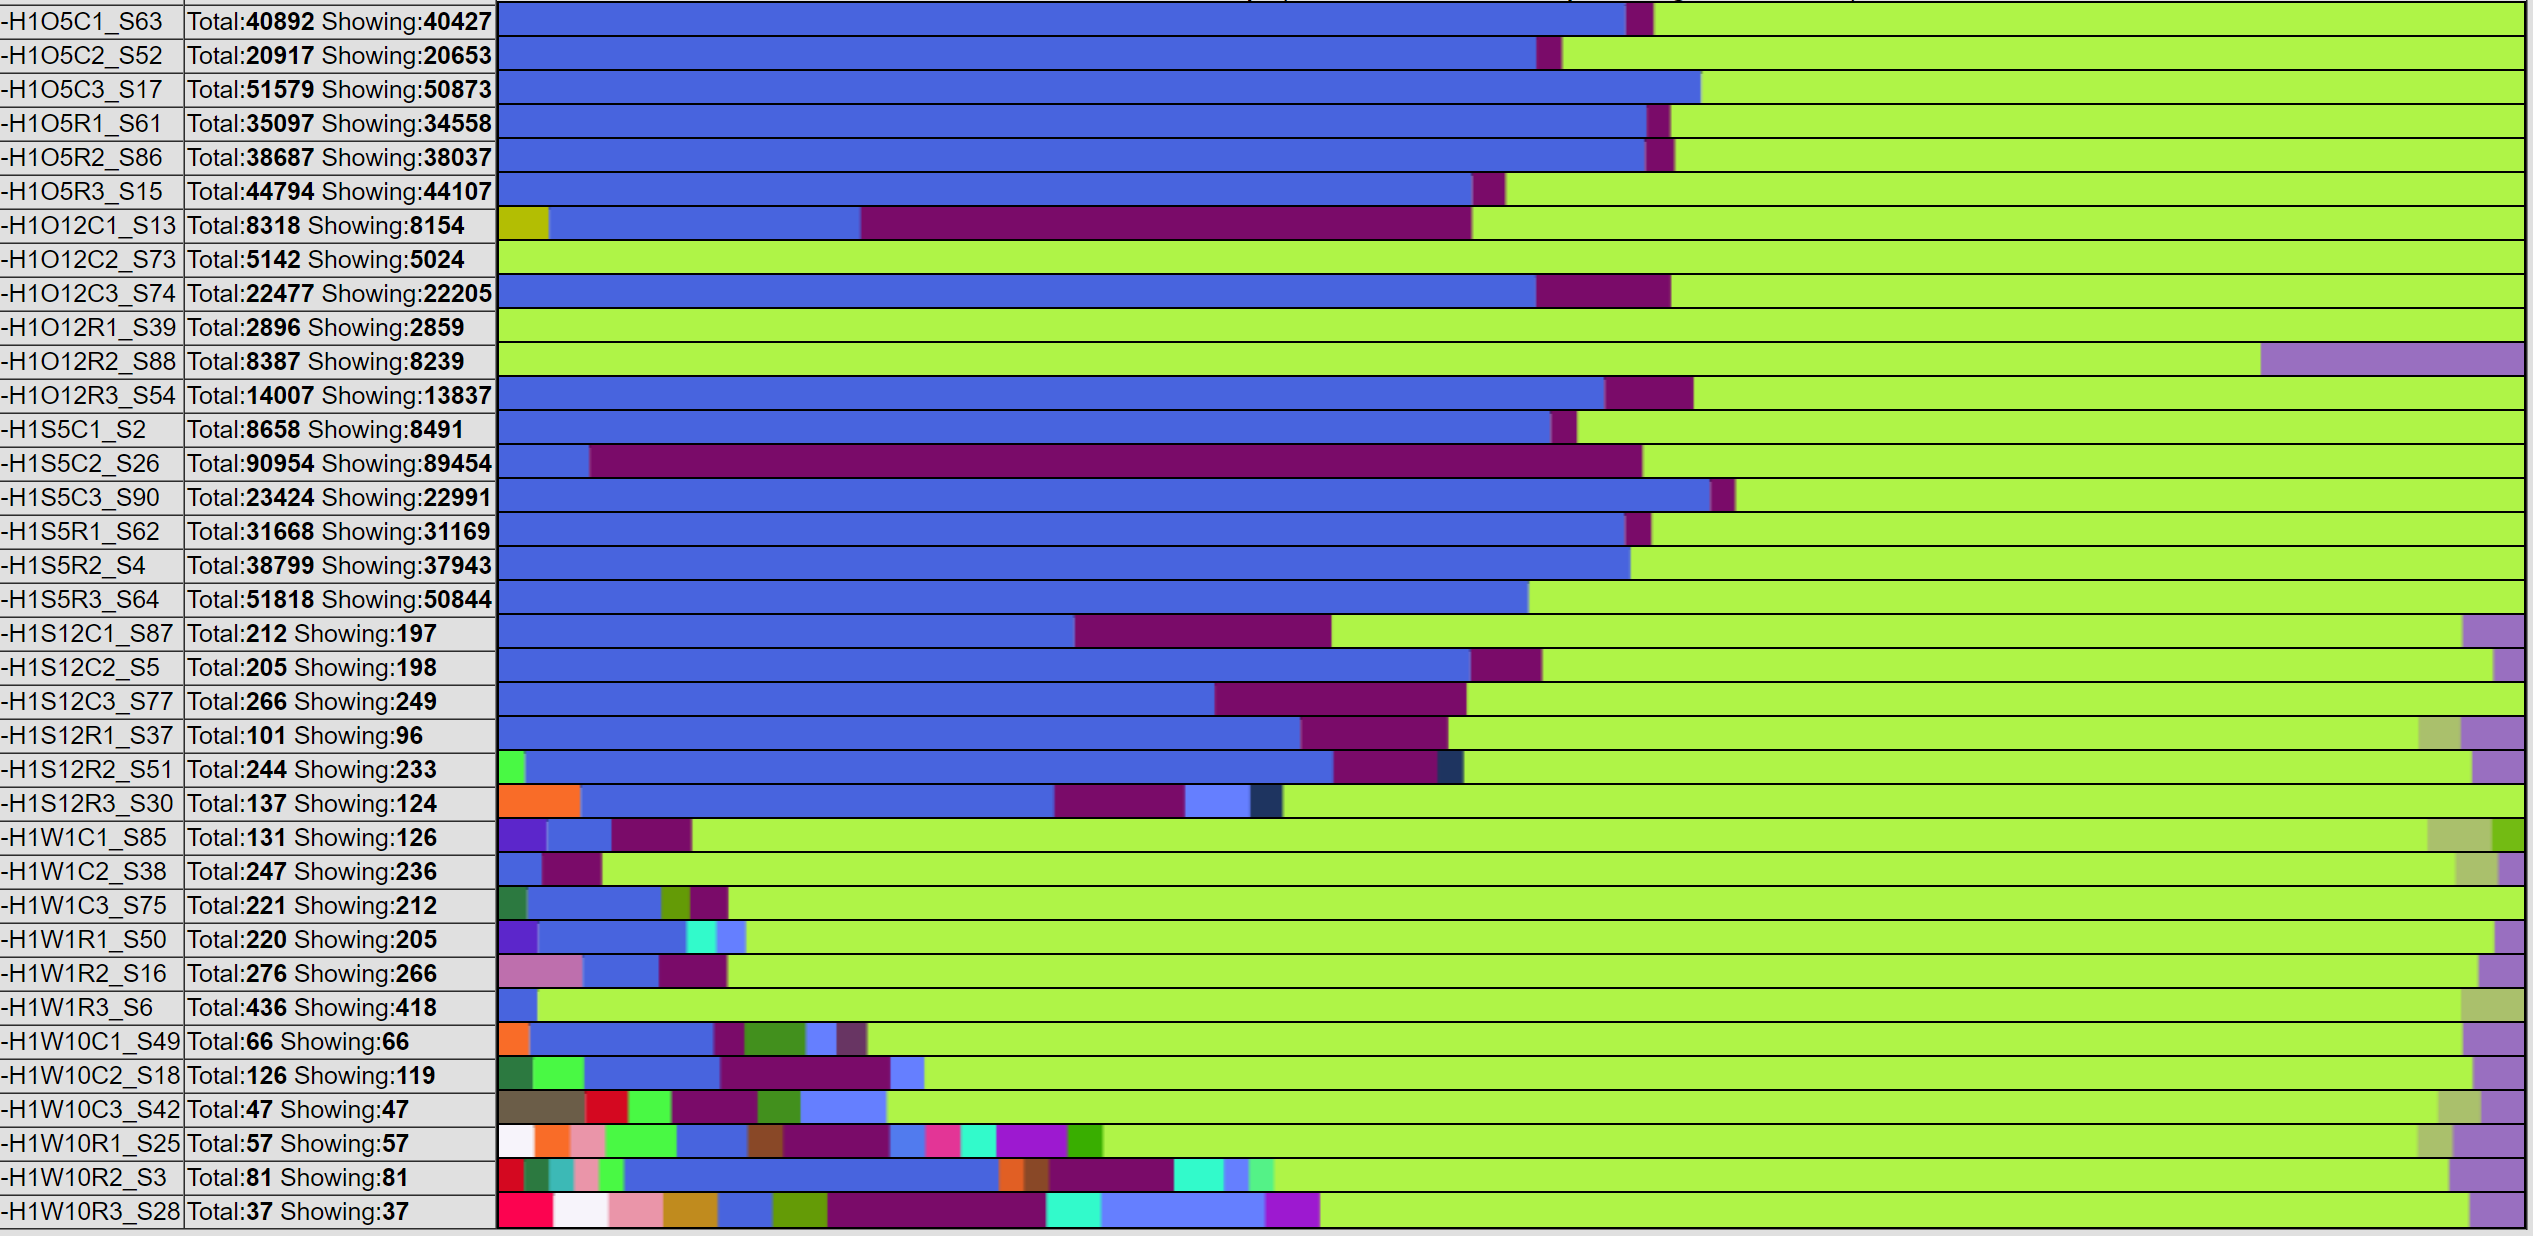 -H1O5C1_S63 Total:40892 Showing:40427
-H1O5C2_S52 Total:20917 Showing:20653
-H1O5C3_S17 Total:51579 Showing:50873
-H1O5R1_S61 Total:35097 Showing:34558
-H1O5R2_S86 Total:38687 Showing:38037
-H1O5R3_S15 Total:44794 Showing:44107
-H1O12C1_S13 Total:8318 Showing:8154
-H1O12C2_S73 Total:5142 Showing:5024
-H1O12C3_S74 Total:22477 Showing:22205
-H1O12R1_S39 Total:2896 Showing:2859
-H1O12R2_S88 Total:8387 Showing:8239
-H1O12R3_S54 Total:14007 Showing:13837
-H1S5C1_S2 Total:8658 Showing:8491
-H1S5C2_S26 Total:90954 Showing:89454
-H1S5C3_S90 Total:23424 Showing:22991
-H1S5R1_S62 Total:31668 Showing:31169
-H1S5R2_S4 Total:38799 Showing:37943
-H1S5R3_S64 Total:51818 Showing:50844
-H1S12C1_S87 Total:212 Showing:197
-H1S12C2_S5 Total:205 Showing:198
-H1S12C3_S77 Total:266 Showing:249
-H1S12R1_S37 Total:101 Showing:96
-H1S12R2_S51 Total:244 Showing:233
-H1S12R3_S30 Total:137 Showing:124
-H1W1C1_S85 Total:131 Showing:126
-H1W1C2_S38 Total:247 Showing:236
-H1W1C3_S75 Total:221 Showing:212
-H1W1R1_S50 Total:220 Showing:205
-H1W1R2_S16 Total:276 Showing:266
-H1W1R3_S6 Total:436 Showing:418
-H1W10C1_S49 Total:66 Showing:66
-H1W10C2_S18 Total:126 Showing:119
-H1W10C3_S42 Total:47 Showing:47
-H1W10R1_S25 Total:57 Showing:57
-H1W10R2_S3 Total:81 Showing:81
-H1W10R3_S28 Total:37 Showing:37